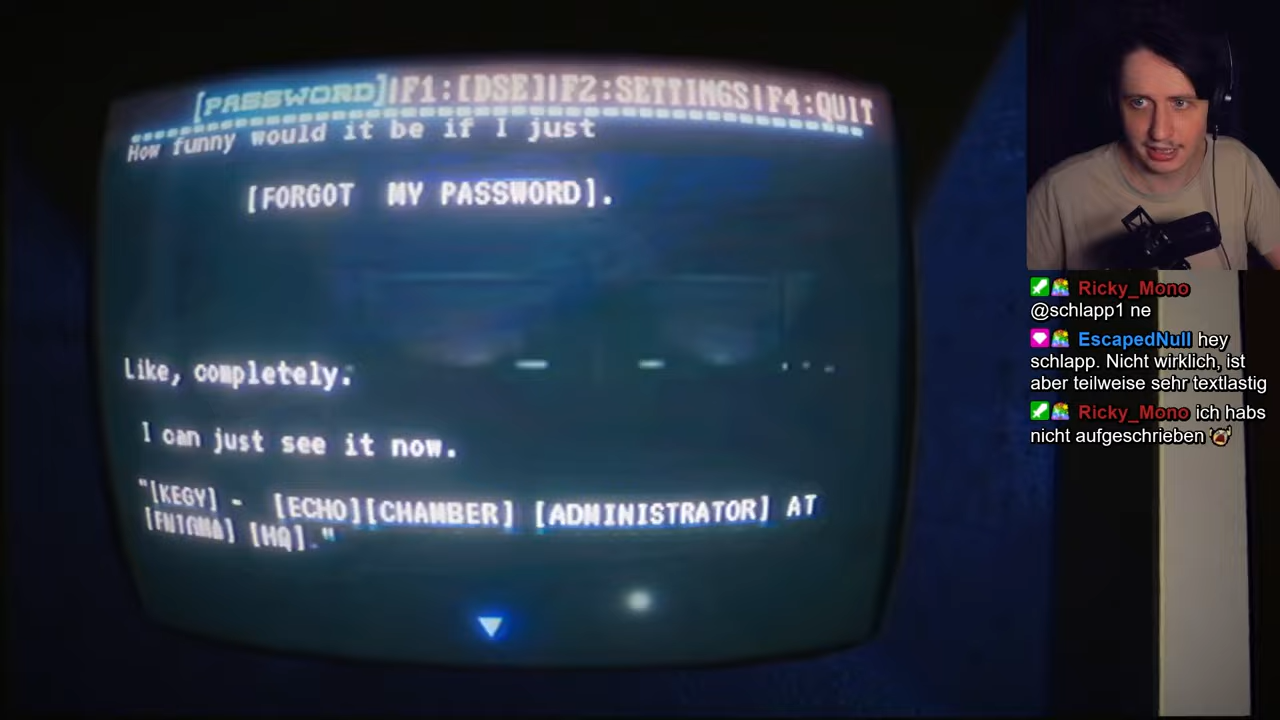 [PASSWORD]|F1:[DSE]|F2:SETTINGS|F4:QUIT
How funny would it be if I just
[FORGOT MY PASSWORD].
Like, completely.
...
I can just see it now.
"[KEGY] - [ECHO][CHAMBER] [ADMINISTRATOR] AT
[ENIGMA] [HQ]."
Ricky_Mono
@schlapp1 ne
EscapedNull hey
schlapp. Nicht wirklich, ist
aber teilweise sehr textlastig
Ricky_Mono ich habs
nicht aufgeschrieben